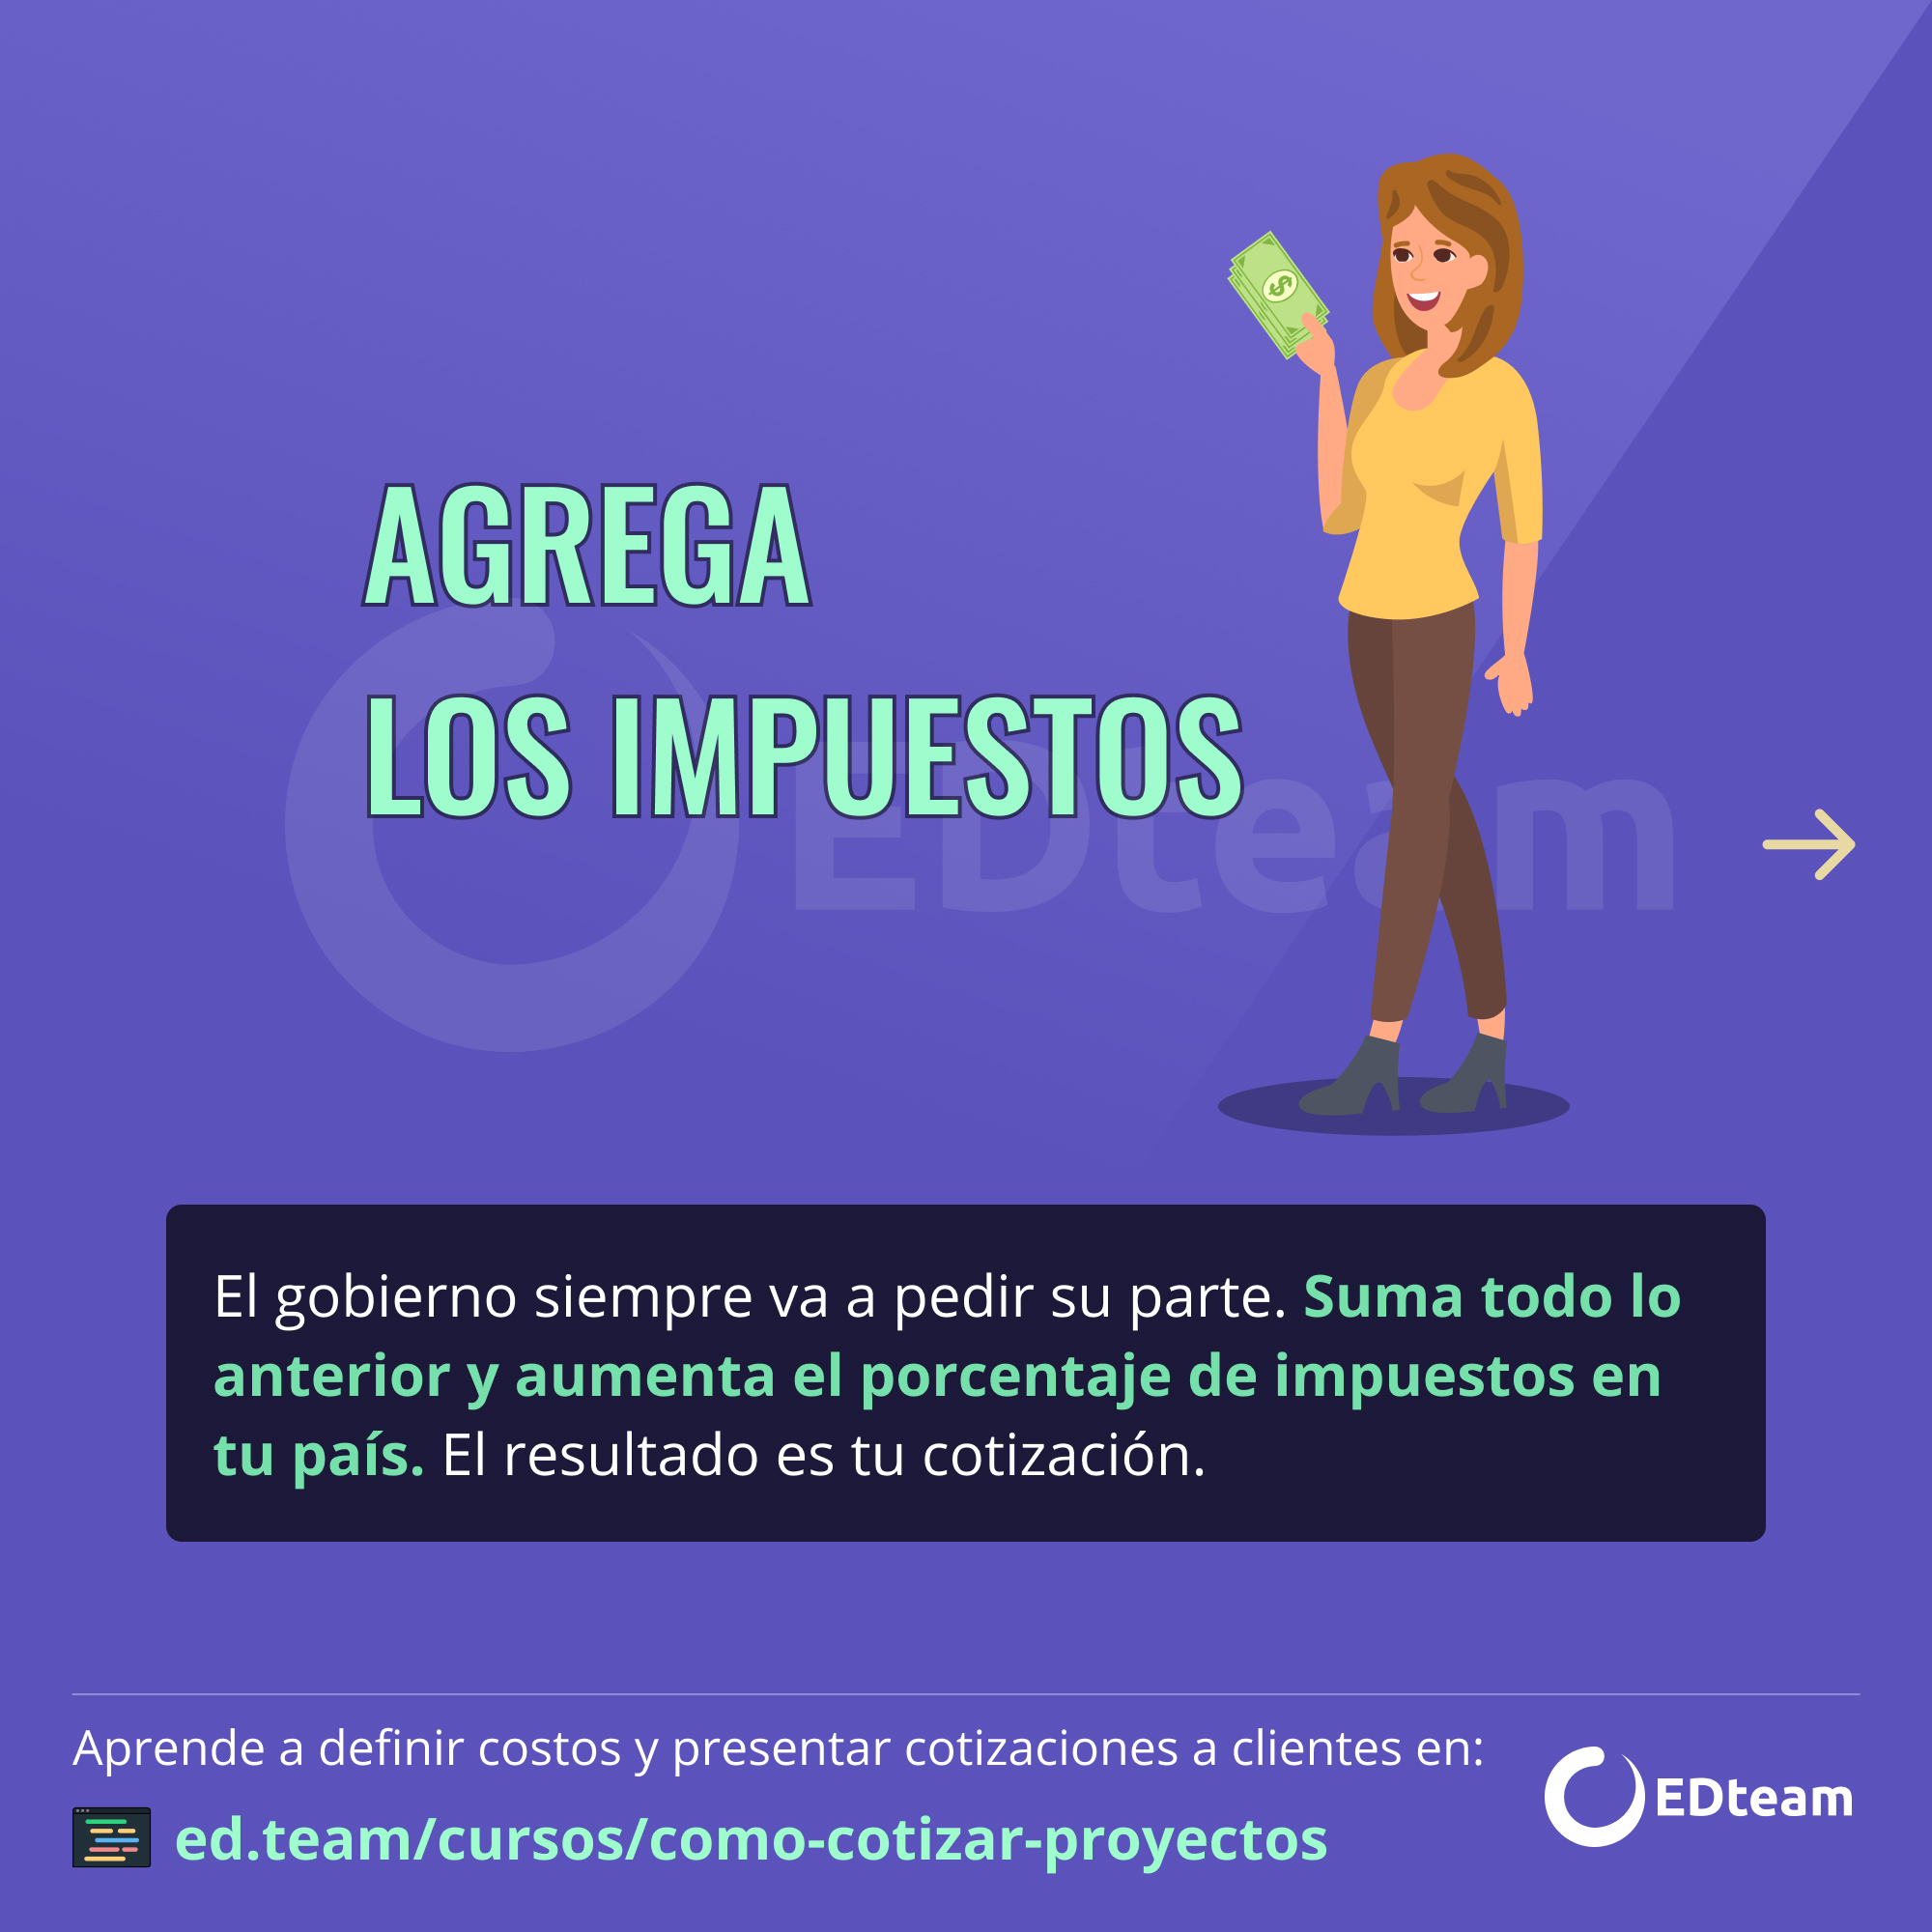 AGREGA
LOS IMPUESTOS
EDteam
El gobierno siempre va a pedir su parte. Suma todo lo
anterior y aumenta el porcentaje de impuestos en
tu país. El resultado es tu cotización.
Aprende a definir costos y presentar cotizaciones a clientes en:
ed.team/cursos/como-cotizar-proyectos
EDteam